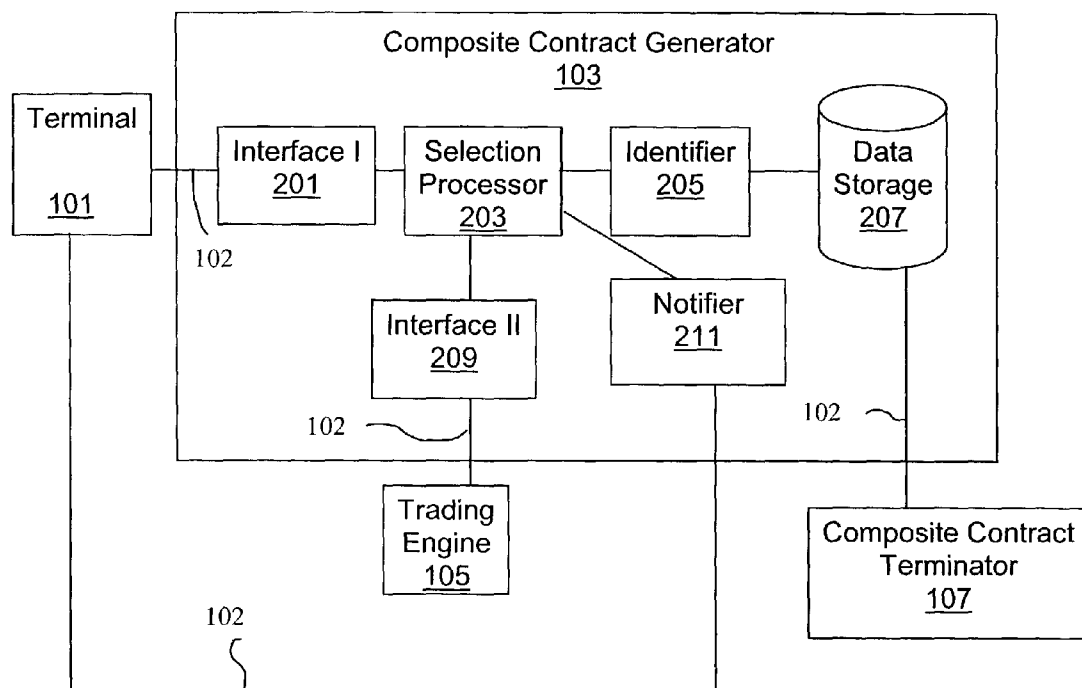 Composite Contract Generator
103
Terminal
101
102
Interface I
201
Selection
Processor
203
Identifier
205
Data
Storage
207
Interface II
209
Notifier
211
102
102
Trading
Engine
105
Composite Contract
Terminator
107
102